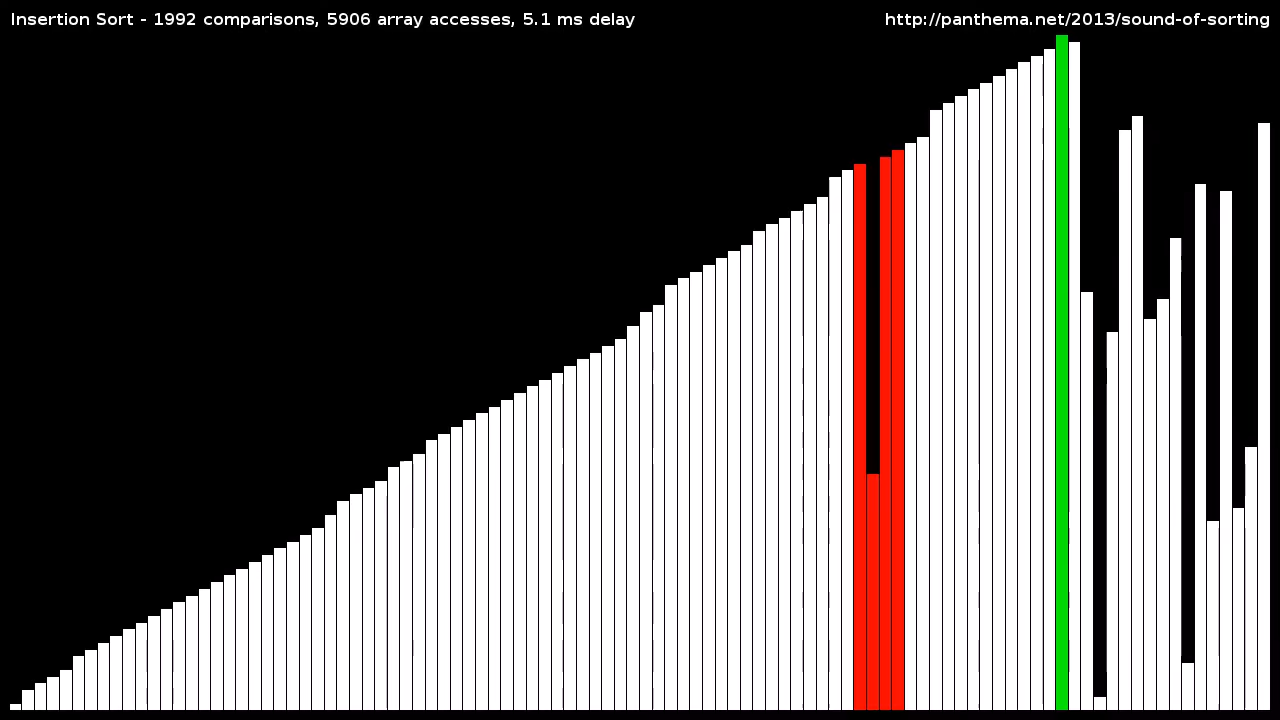 Insertion Sort - 1992 comparisons, 5906 array accesses, 5.1 ms delay
http://panthema.net/2013/sound-of-sorting